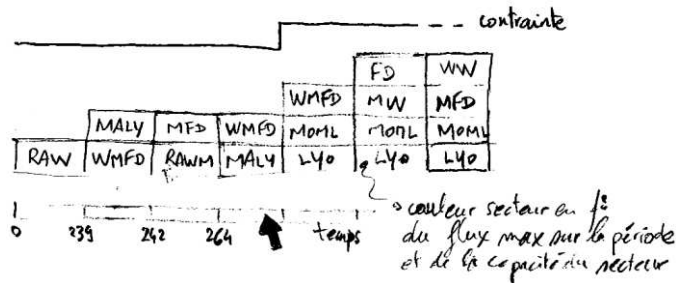 contrainte
FD WW
WMFD MW MFD
MALY MFD WMFD MOML MOML MOML
RAW WMFD RAWM MALY LYO LYO LYO
0 239 242 264 temps
couleur secteur en f°
du flux max sur la période
et de la capacité du secteur